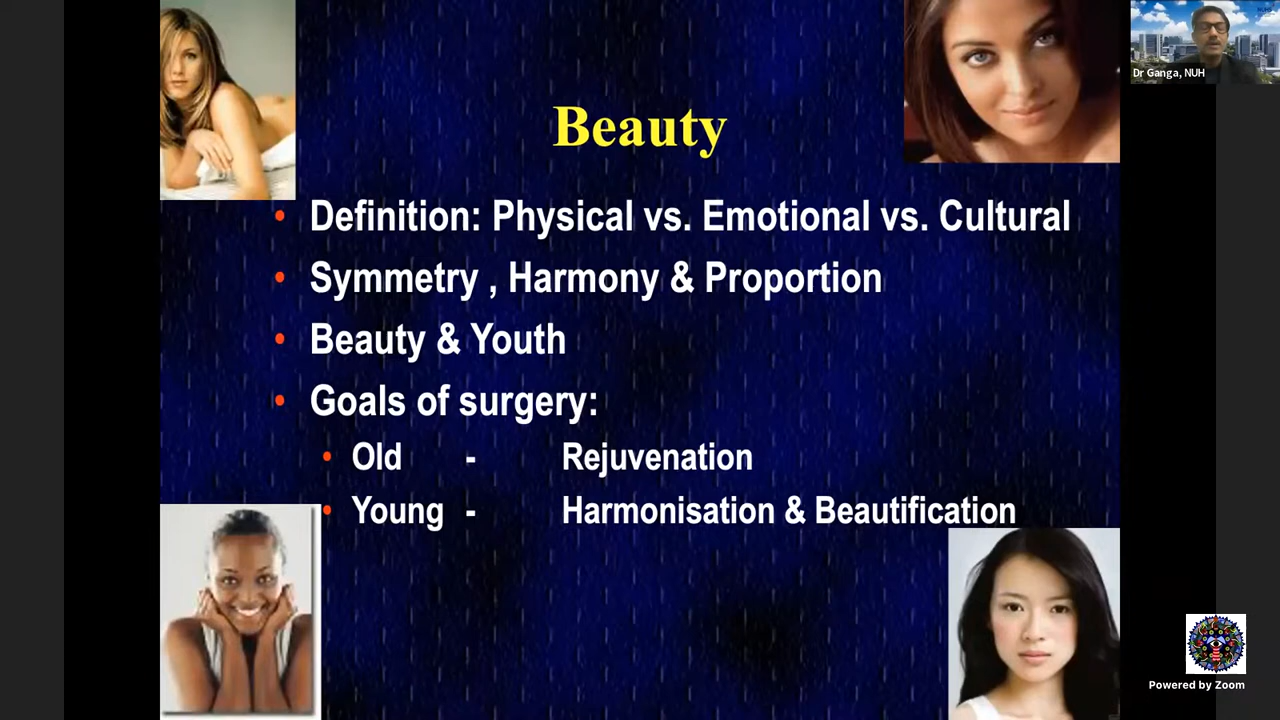 Beauty
• Definition: Physical vs. Emotional vs. Cultural
• Symmetry , Harmony & Proportion
• Beauty & Youth
• Goals of surgery:
• Old - Rejuvenation
• Young - Harmonisation & Beautification
Dr Ganga, NUH
Powered by Zoom